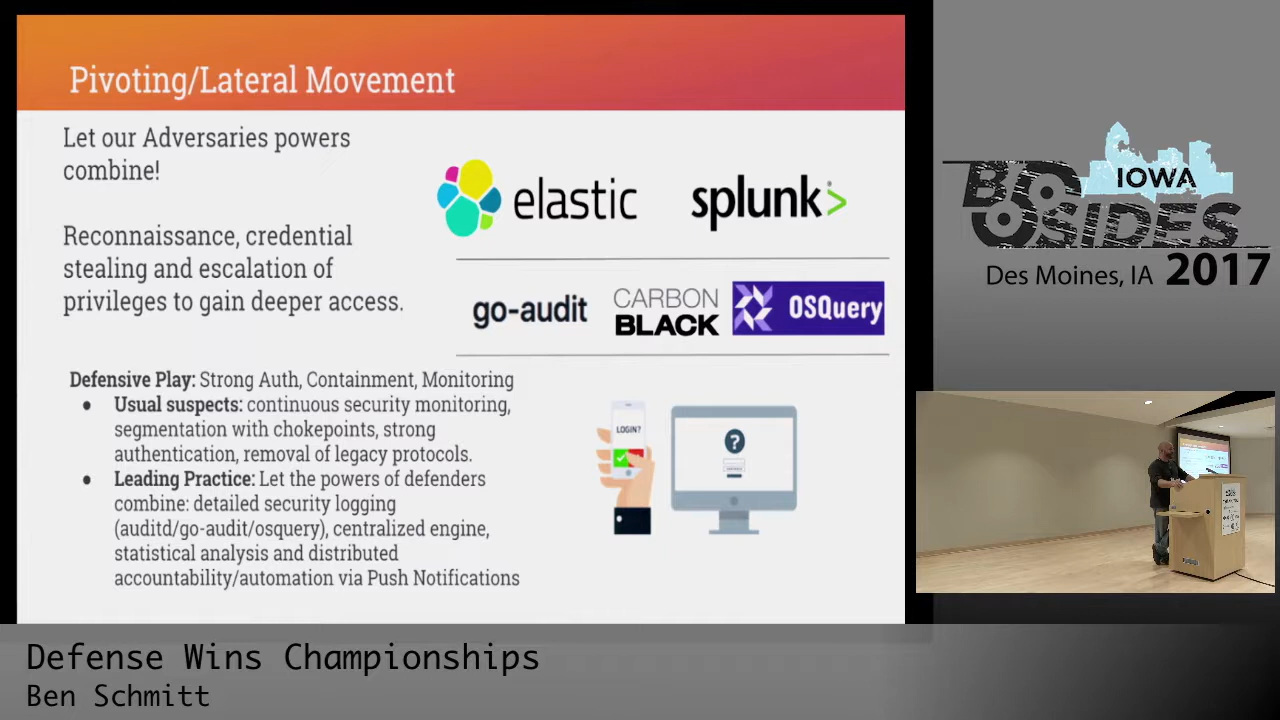 Pivoting/Lateral Movement
Let our Adversaries powers
combine!
Reconnaissance, credential
stealing and escalation of
privileges to gain deeper access.
elastic
splunk>
go-audit
CARBON
BLACK
OSQuery
Defensive Play: Strong Auth, Containment, Monitoring
● Usual suspects: continuous security monitoring,
segmentation with chokepoints, strong
authentication, removal of legacy protocols.
● Leading Practice: Let the powers of defenders
combine: detailed security logging
(auditd/go-audit/osquery), centralized engine,
statistical analysis and distributed
accountability/automation via Push Notifications
LOGIN?
?
IOWA
BSIDES
Des Moines, IA 2017
Defense Wins Championships
Ben Schmitt